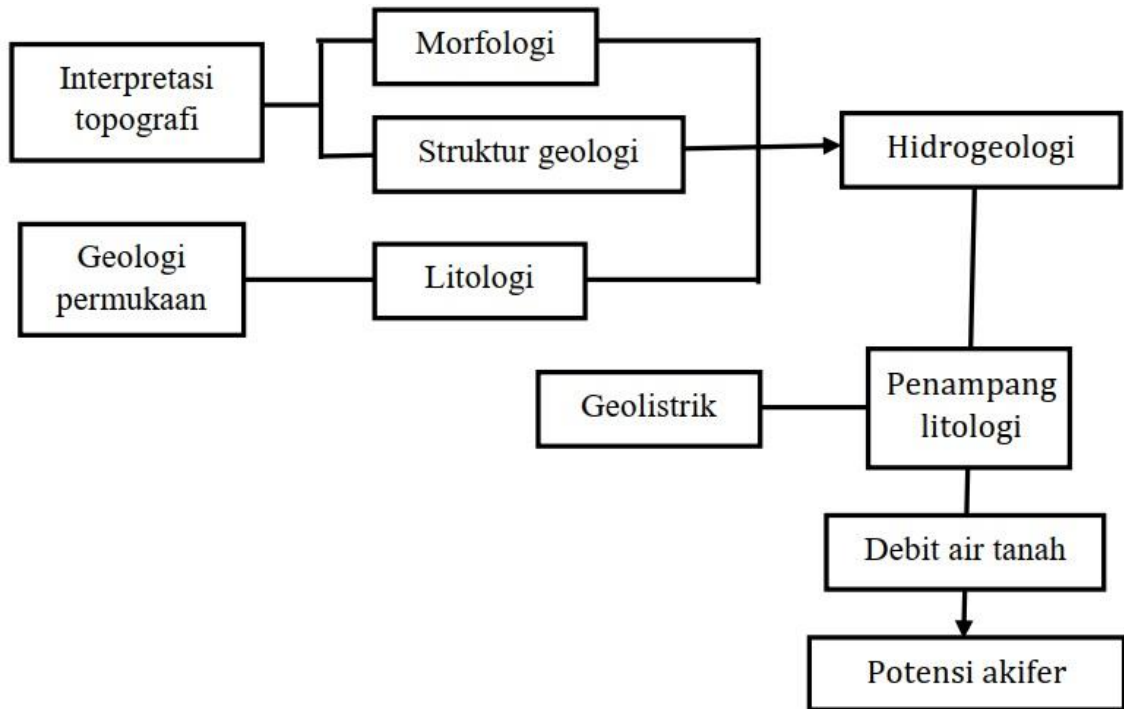 Interpretasi
topografi
Morfologi
Struktur geologi
Hidrogeologi
Geologi
permukaan
Litologi
Geolistrik
Penampang
litologi
Debit air tanah
Potensi akifer